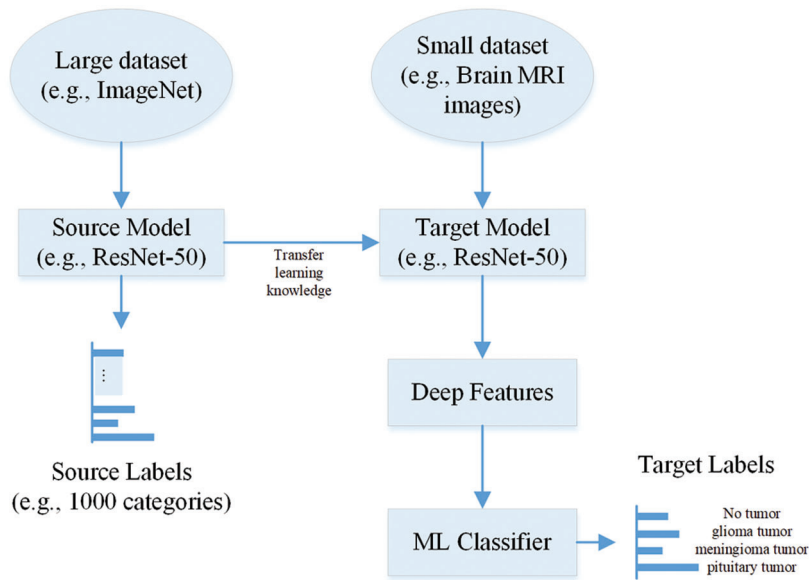 Large dataset
(e.g., ImageNet)
Small dataset
(e.g., Brain MRI
images)
Source Model
(e.g., ResNet-50)
Transfer
learning
knowledge
Target Model
(e.g., ResNet-50)
...
Source Labels
(e.g., 1000 categories)
Deep Features
ML Classifier
Target Labels
No tumor
glioma tumor
meningioma tumor
pituitary tumor